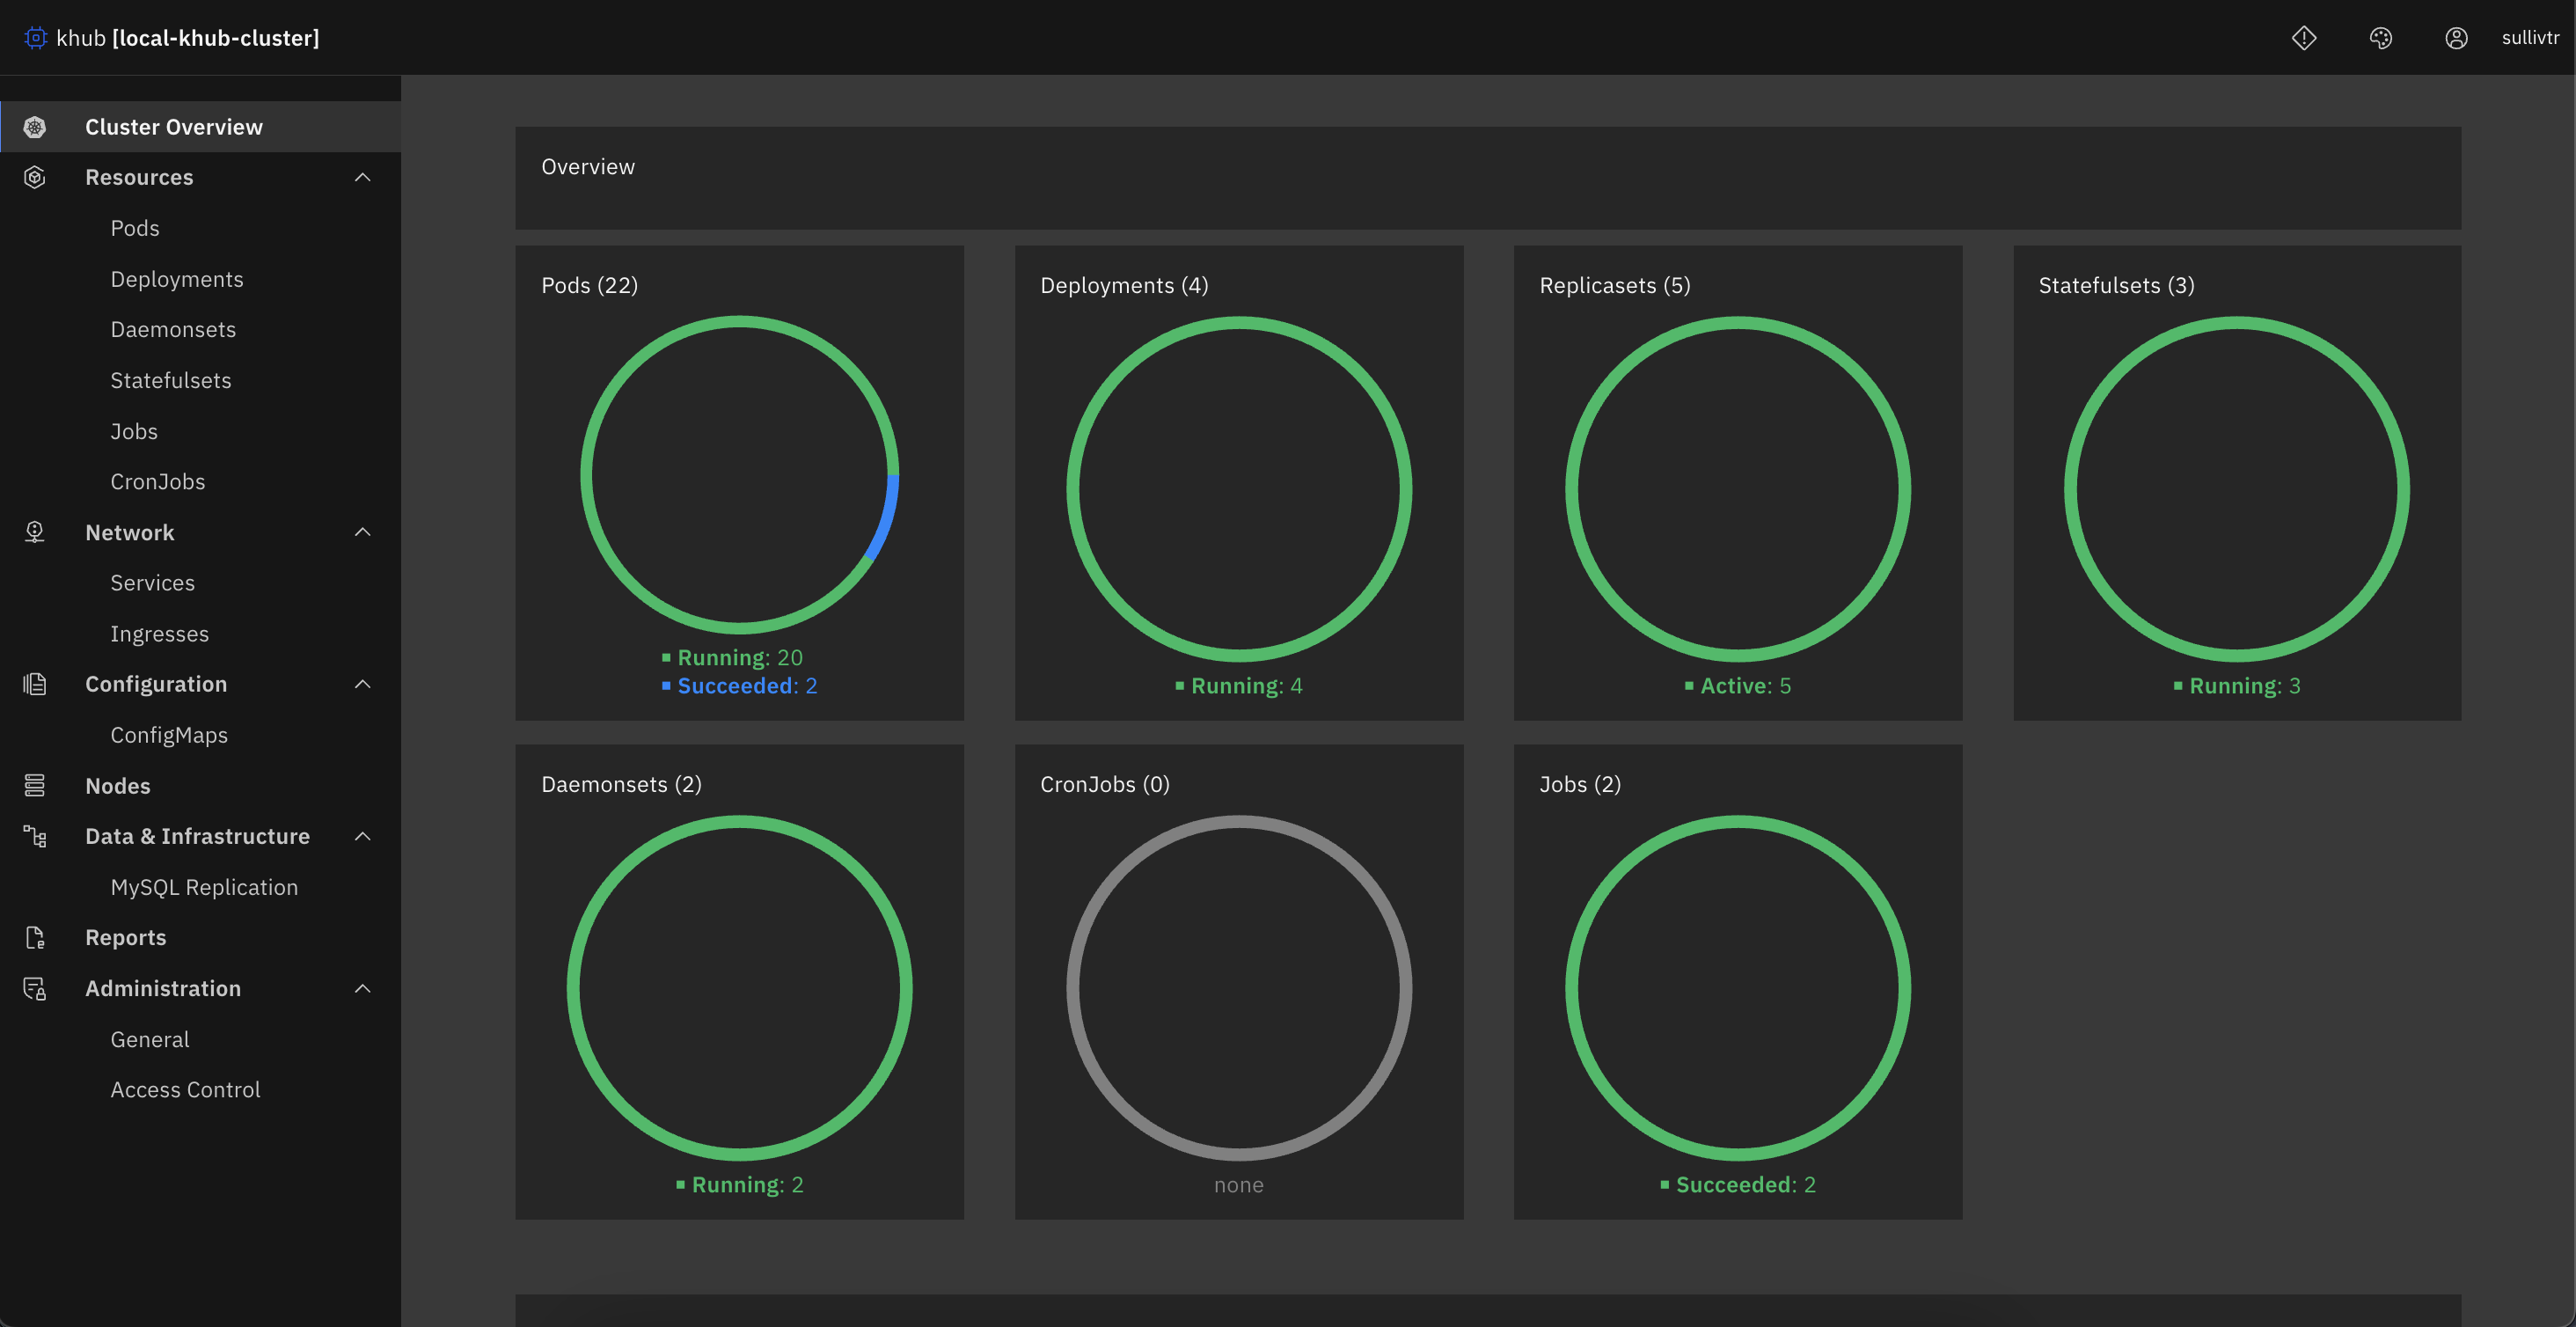 khub [local-khub-cluster]
sullivtr
Cluster Overview
Resources
Pods
Deployments
Daemonsets
Statefulsets
Jobs
CronJobs
Network
Services
Ingresses
Configuration
ConfigMaps
Nodes
Data & Infrastructure
MySQL Replication
Reports
Administration
General
Access Control
Overview
Pods (22)
Running: 20
Succeeded: 2
Deployments (4)
Running: 4
Replicasets (5)
Active: 5
Statefulsets (3)
Running: 3
Daemonsets (2)
Running: 2
CronJobs (0)
none
Jobs (2)
Succeeded: 2